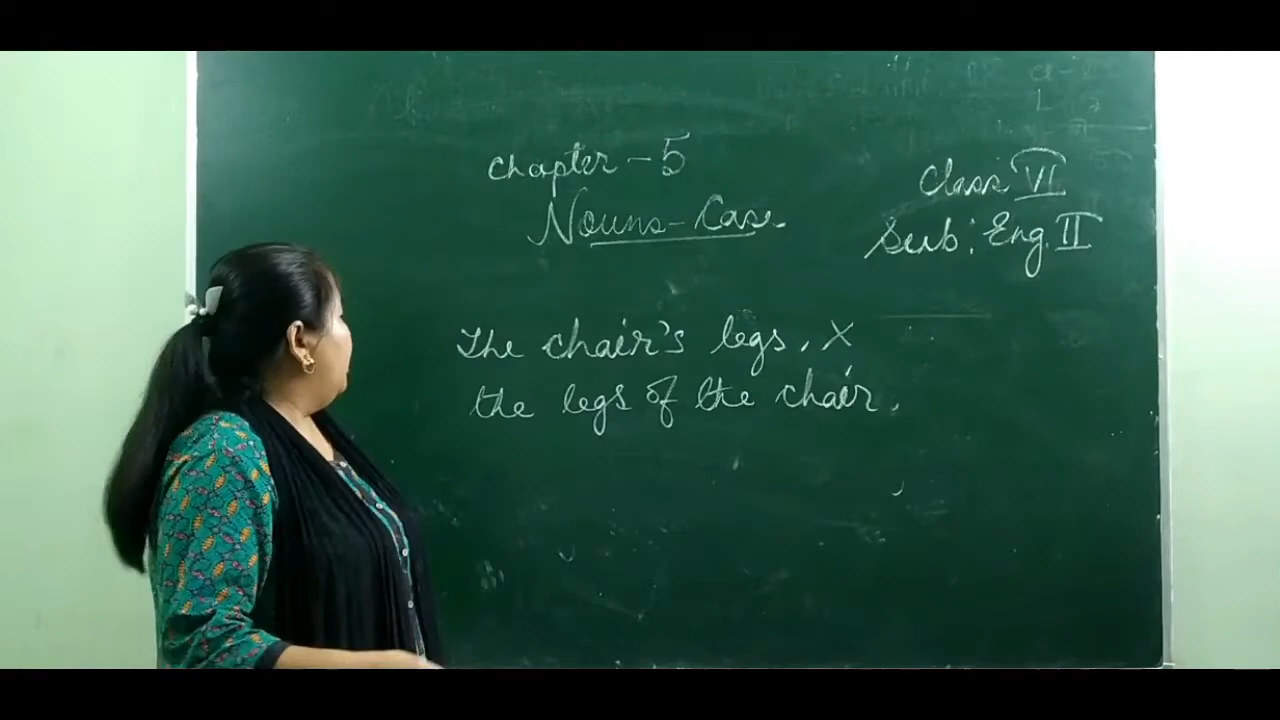 Chapter - 5
Nouns - Case
Class VI
Sub: Eng. II
The chair's legs. X
the legs of the chair.